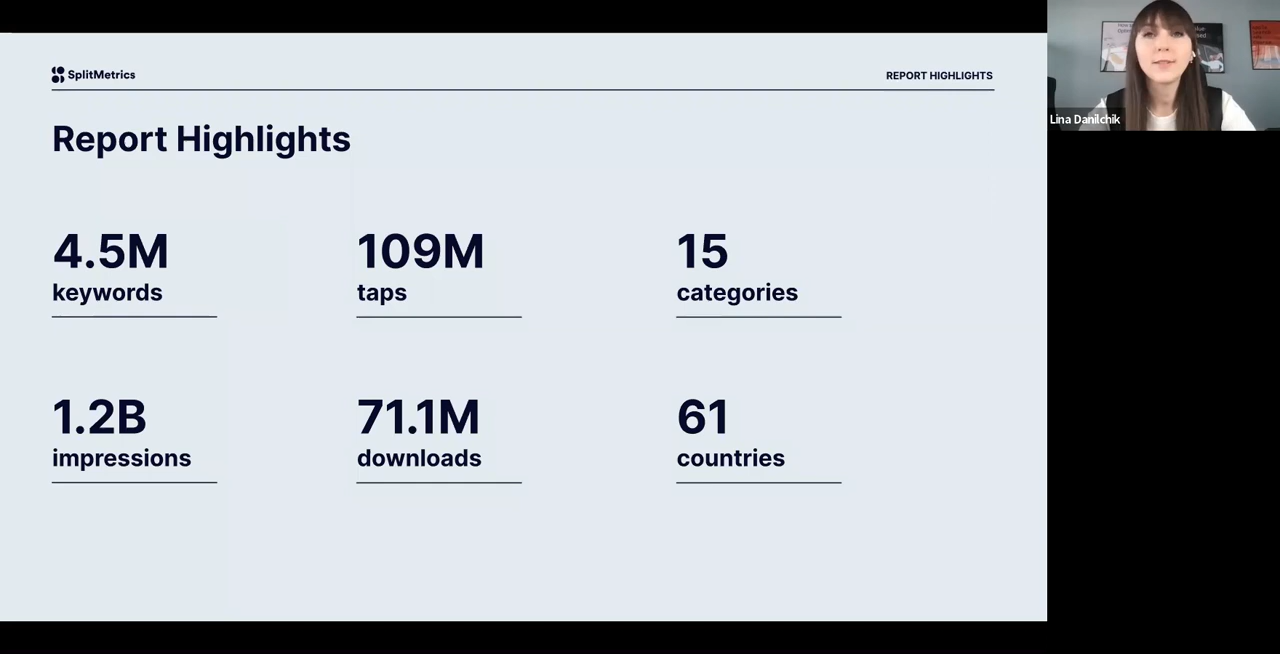 SplitMetrics
REPORT HIGHLIGHTS
Report Highlights
4.5M
keywords
109M
taps
15
categories
1.2B
impressions
71.1M
downloads
61
countries
Lina Danilchik